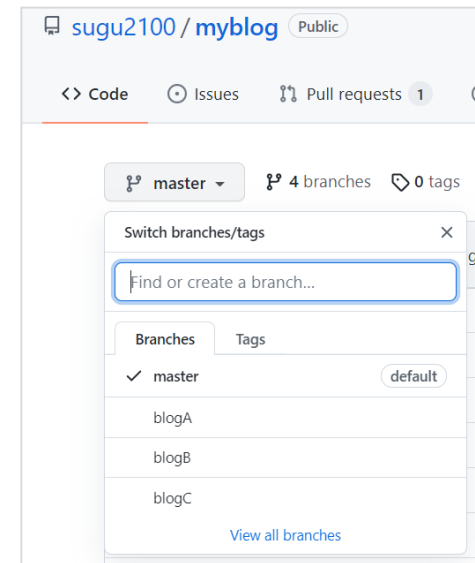 sugu2100 / myblog Public
Code Issues Pull requests 1
master 4 branches 0 tags
Switch branches/tags
Find or create a branch...
Branches Tags
master default
blogA
blogB
blogC
View all branches